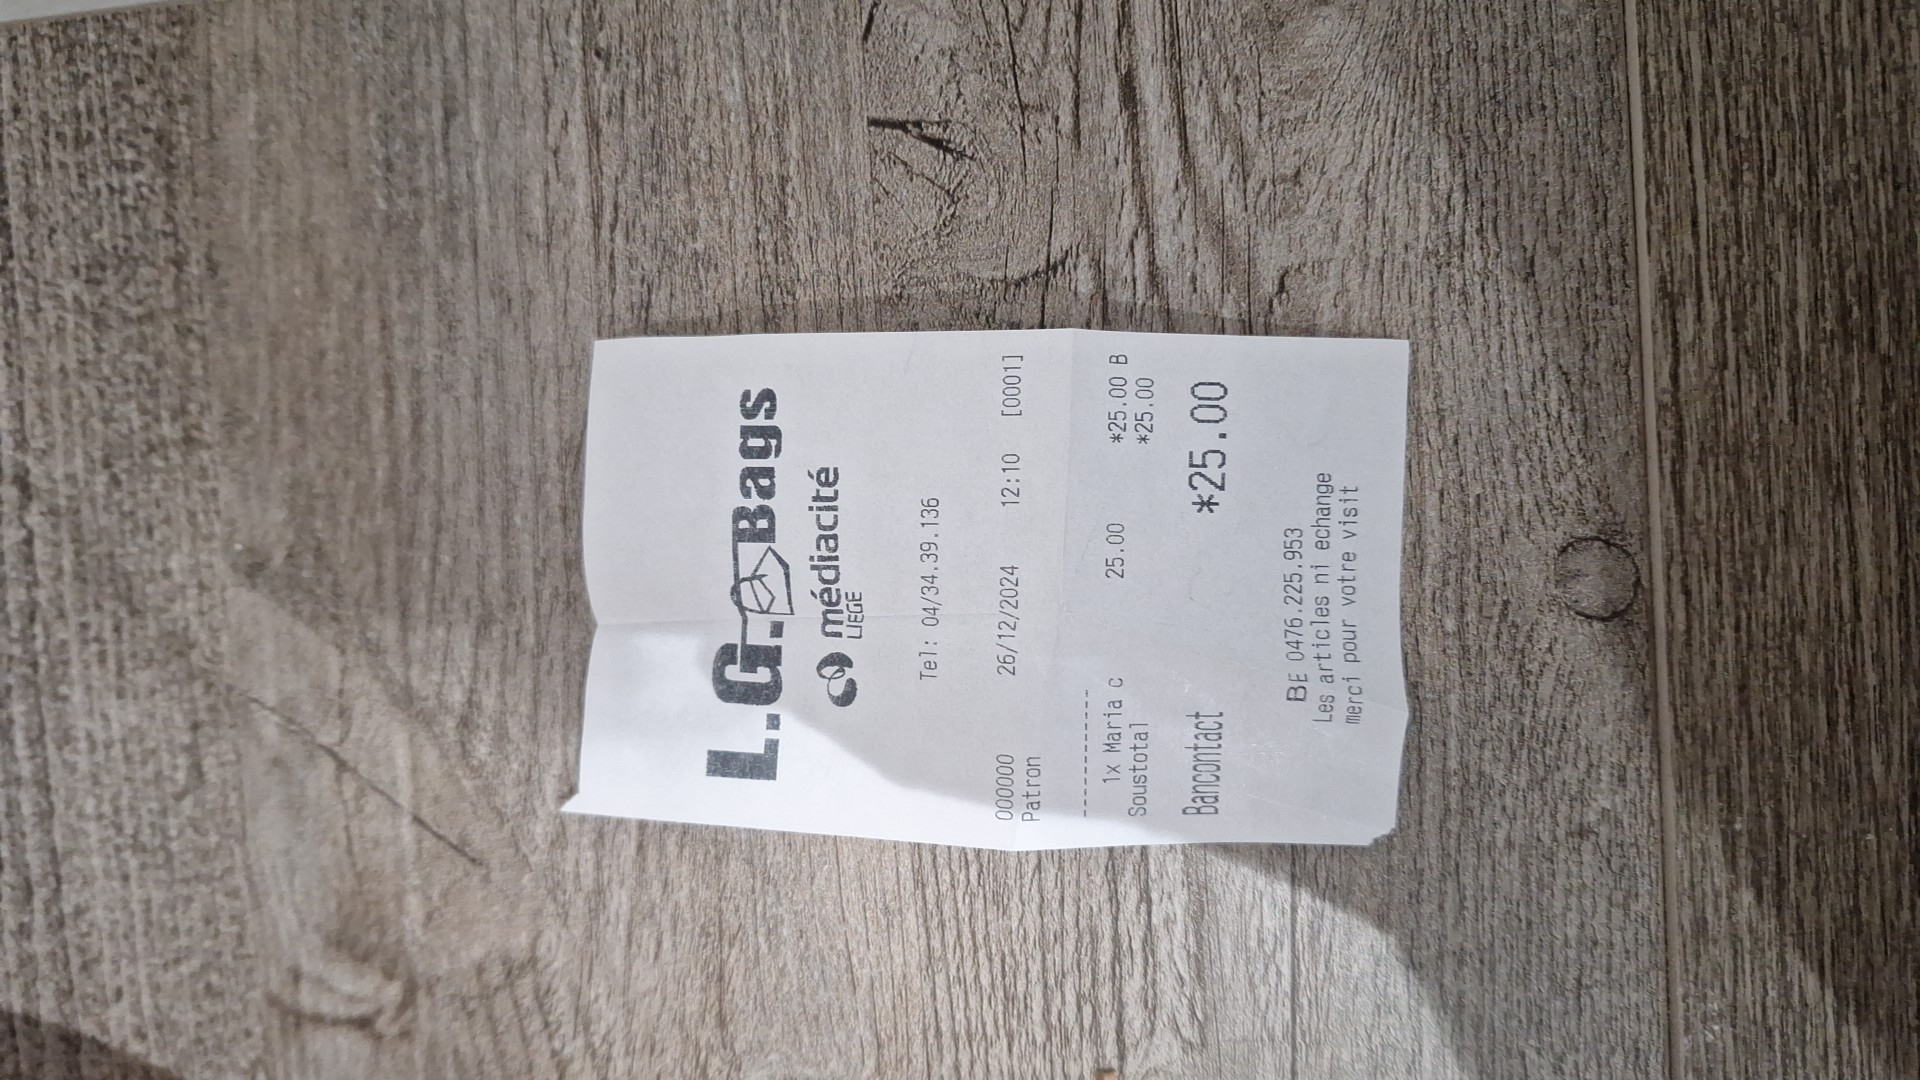 L.G. Bags
médiacité
LIEGE
Tel: 04/34.39.136
000000 26/12/2024 12:10 [0001]
Patron
--------------
1x Maria C 25.00 *25.00 B
Soustotal *25.00
Bancontact *25.00
BE 0476.225.953
Les articles ni echange
merci pour votre visit